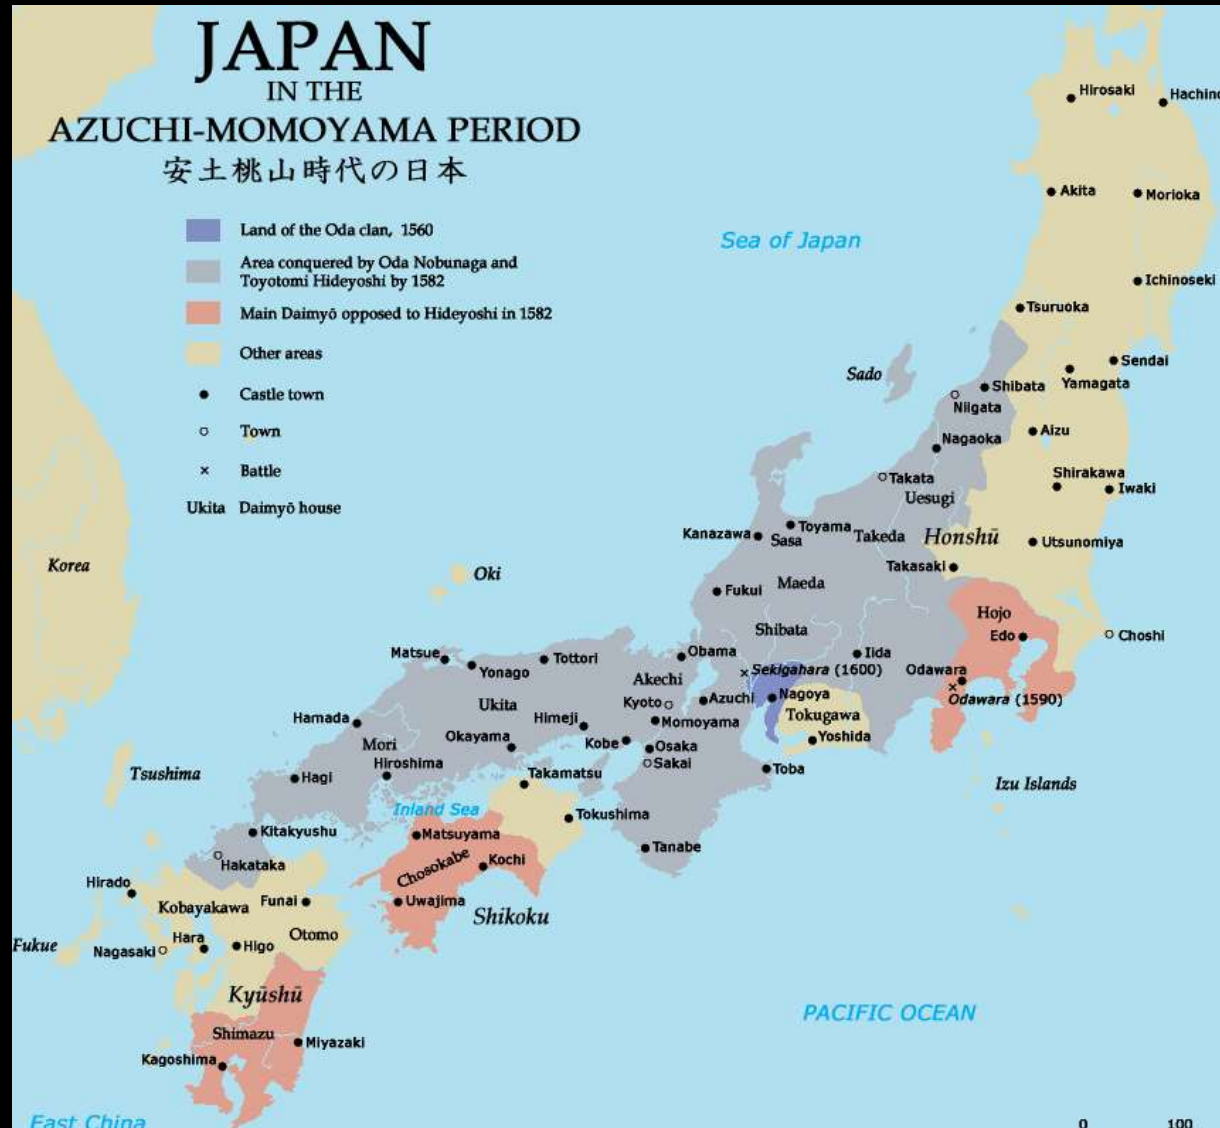 JAPAN
IN THE
AZUCHI-MOMOYAMA PERIOD
安土桃山時代の日本
Land of the Oda clan, 1560
Area conquered by Oda Nobunaga and
Toyotomi Hideyoshi by 1582
Main Daimyō opposed to Hideyoshi in 1582
Other areas
Castle town
Town
Battle
Ukita Daimyō house
Hirosaki
Hachino
Akita
Morioka
Sea of Japan
Ichinoseki
Tsuruoka
Sendai
Sado
Shibata
Yamagata
Niigata
Aizu
Nagaoka
Shirakawa
Takata
Iwaki
Uesugi
Toyama
Kanazawa
Sasa
Takeda
Honshū
Utsunomiya
Korea
Takasaki
Oki
Maeda
Fukui
Hojo
Shibata
Edo
Choshi
Matsue
Obama
Iida
Tottori
Yonago
Sekigahara (1600)
Odawara
Akechi
Nagoya
Azuchi
Kyoto
Odawara (1590)
Ukita
Tokugawa
Hamada
Himeji
Momoyama
Okayama
Yoshida
Mori
Kobe
Osaka
Hiroshima
Sakai
Toba
Tsushima
Hagi
Takamatsu
Izu Islands
Inland Sea
Tokushima
Kitakyushu
Matsuyama
Tanabe
Hakataka
Kochi
Chosokabe
Hirado
Kobayakawa
Funai
Uwajima
Shikoku
Otomo
Hara
Fukue
Higo
Nagasaki
Kyūshū
PACIFIC OCEAN
Shimazu
Miyazaki
Kagoshima
East China
0 100